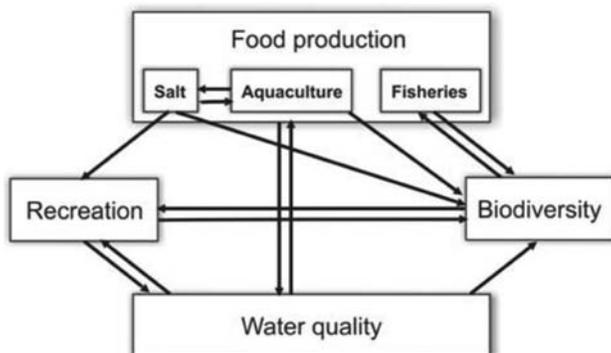 Food production
Salt
Aquaculture
Fisheries
Recreation
Biodiversity
Water quality